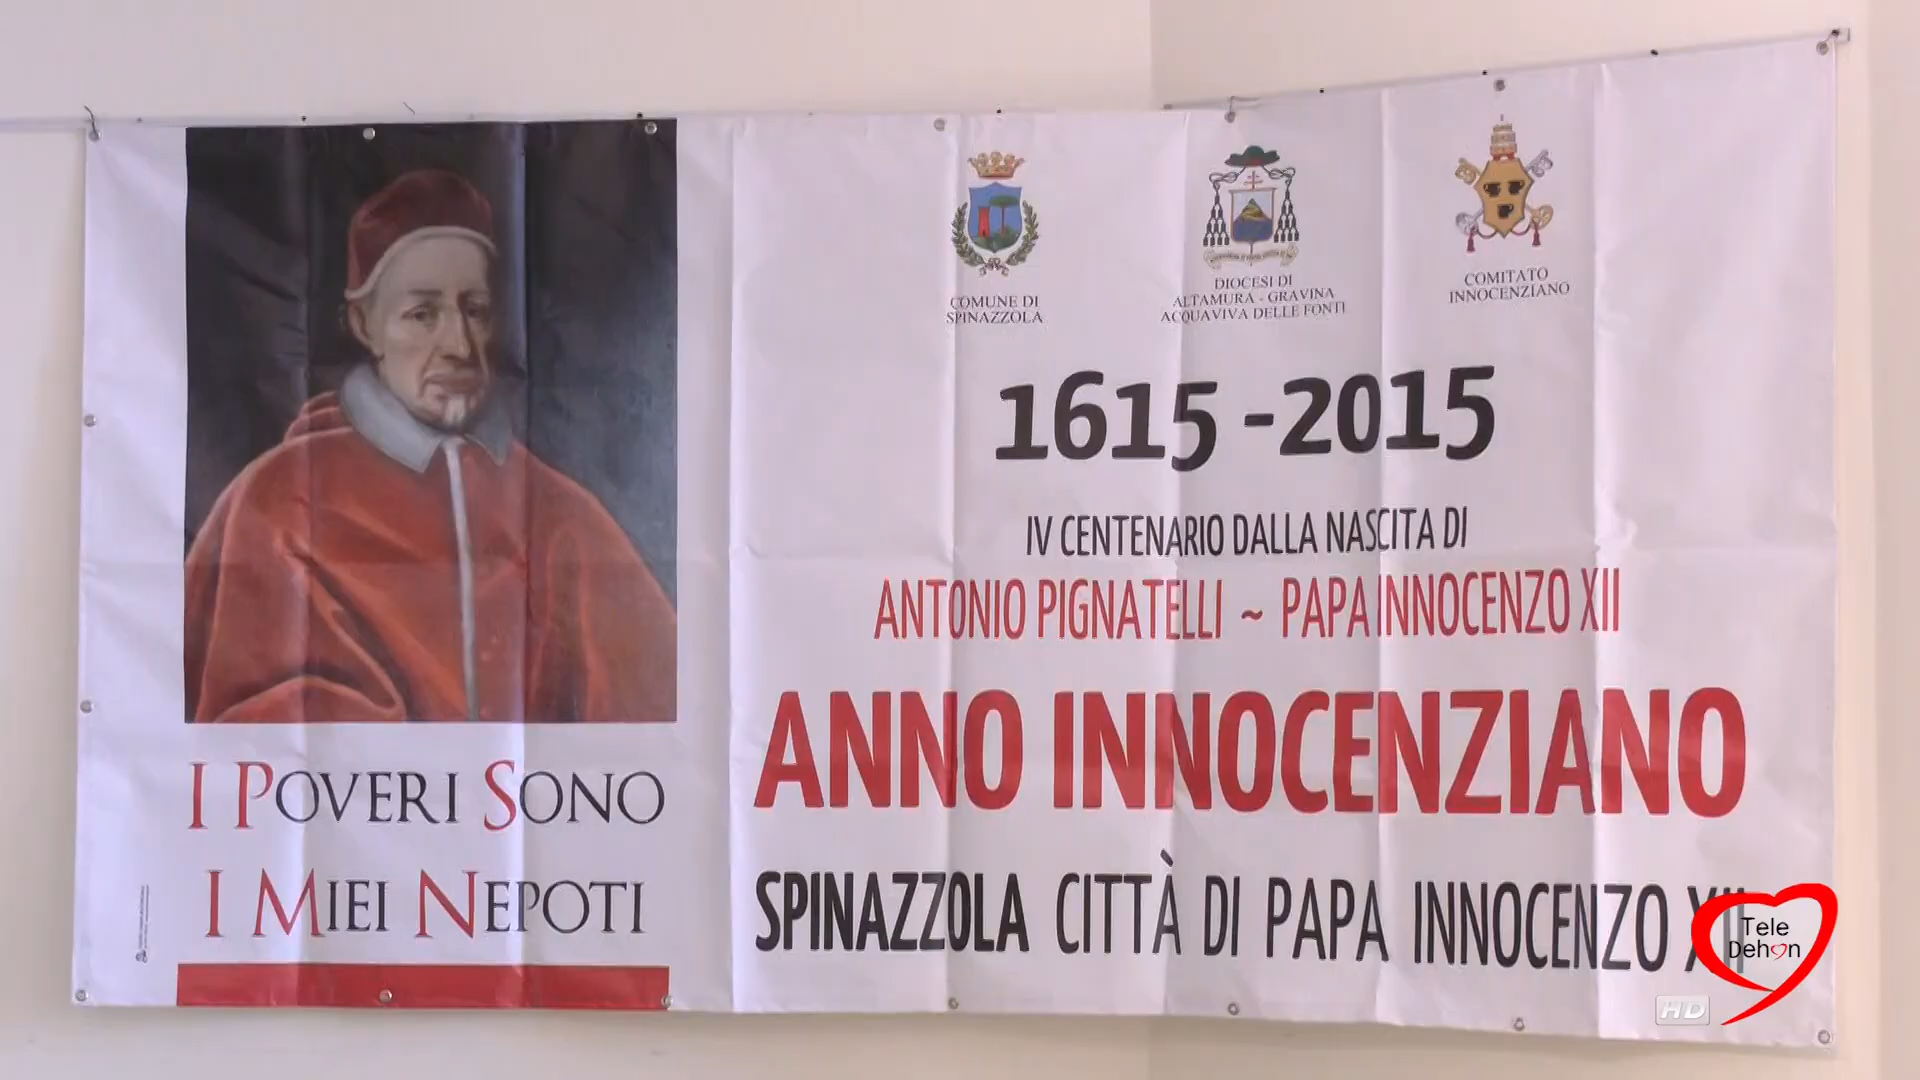 COMUNE DI
SPINAZZOLA
DIOCESI DI
ALTAMURA - GRAVINA
ACQUAVIVA DELLE FONTI
COMITATO
INNOCENZIANO
1615 - 2015
IV CENTENARIO DALLA NASCITA DI
ANTONIO PIGNATELLI ~ PAPA INNOCENZO XII
ANNO INNOCENZIANO
SPINAZZOLA CITTÀ DI PAPA INNOCENZO XII
I POVERI SONO
I MIEI NEPOTI
Tele
Dehon
HD